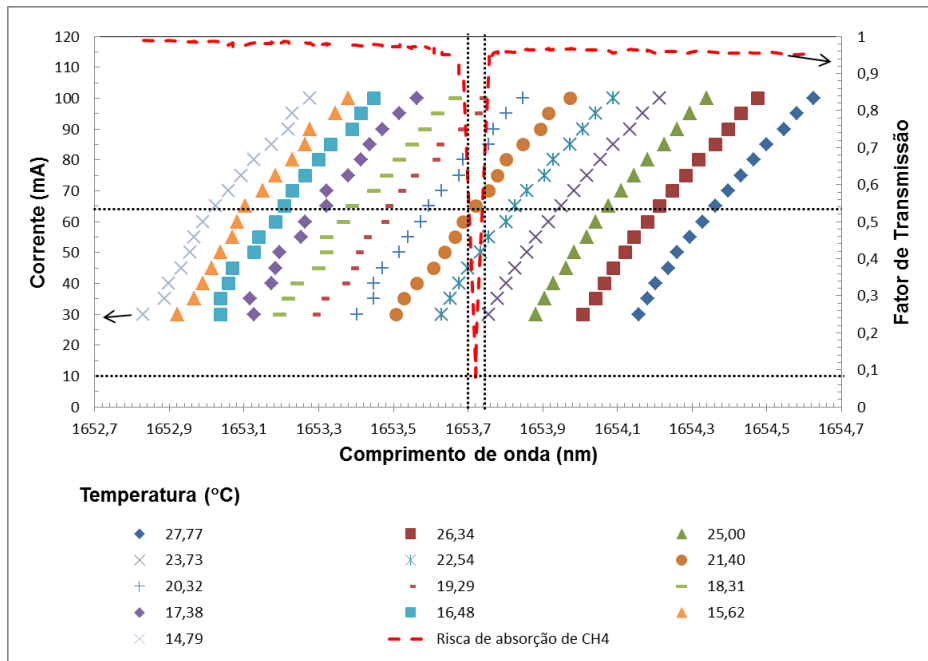 120
110
100
90
80
70
60
50
40
30
20
10
0
Corrente (mA)
1
0,9
0,8
0,7
0,6
0,5
0,4
0,3
0,2
0,1
0
Fator de Transmissão
1652,7 1652,9 1653,1 1653,3 1653,5 1653,7 1653,9 1654,1 1654,3 1654,5 1654,7
Comprimento de onda (nm)
Temperatura (°C)
27,77 26,34 25,00
23,73 22,54 21,40
20,32 19,29 18,31
17,38 16,48 15,62
14,79 Risca de absorção de CH4